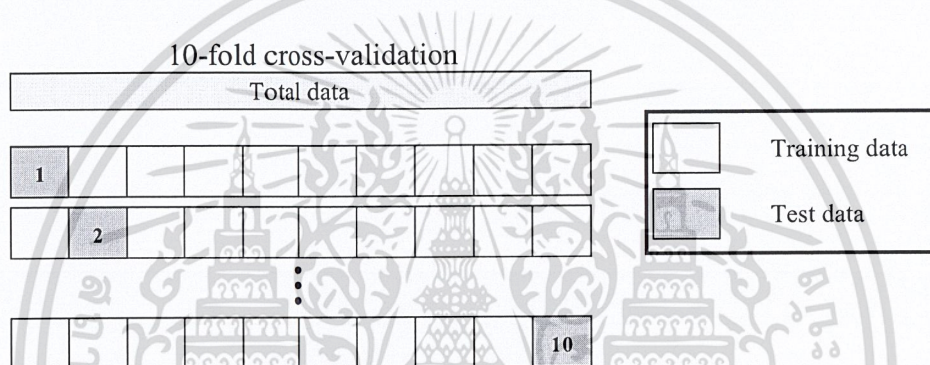 10-fold cross-validation
Total data
1
2
10
Training data
Test data